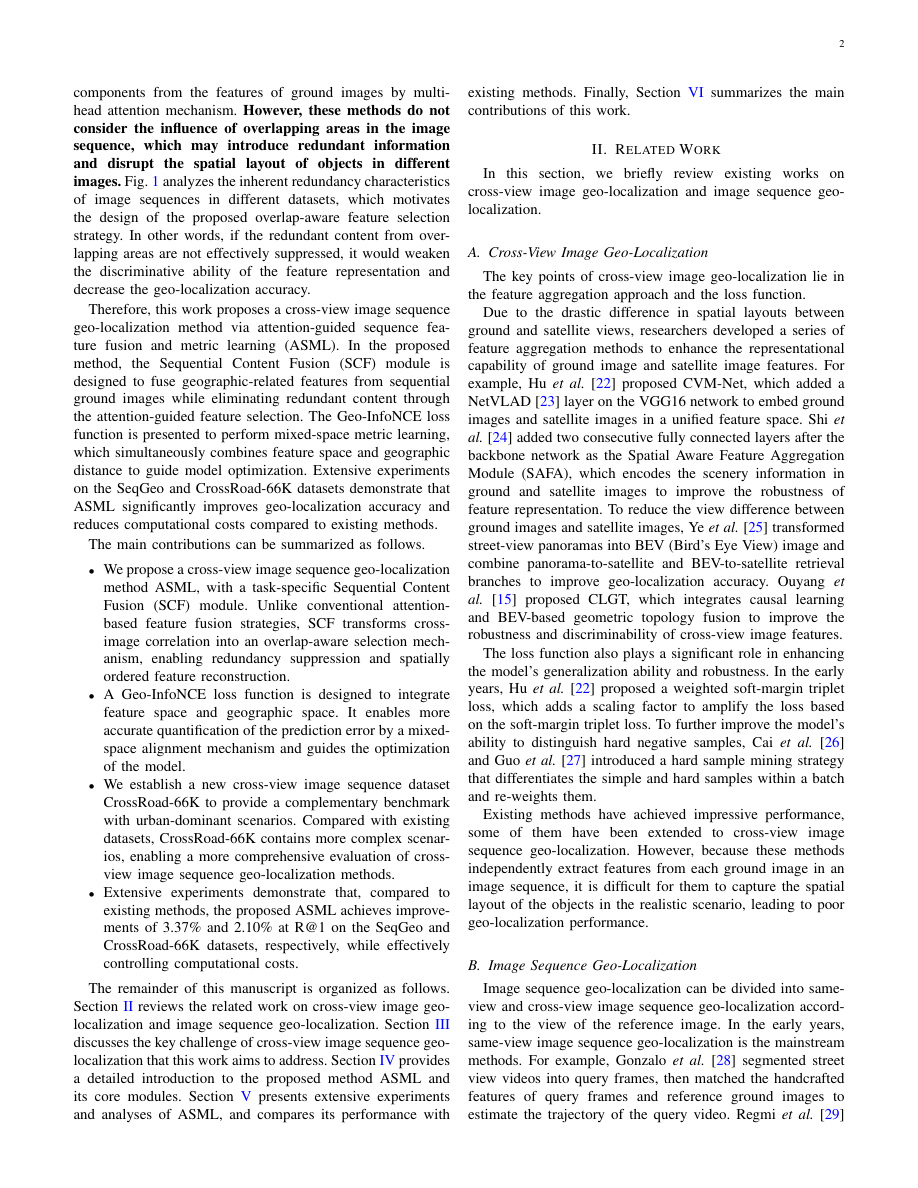 2
components from the features of ground images by multi-
head attention mechanism. However, these methods do not
consider the influence of overlapping areas in the image
sequence, which may introduce redundant information
and disrupt the spatial layout of objects in different
images. Fig. 1 analyzes the inherent redundancy characteristics
of image sequences in different datasets, which motivates
the design of the proposed overlap-aware feature selection
strategy. In other words, if the redundant content from over-
lapping areas are not effectively suppressed, it would weaken
the discriminative ability of the feature representation and
decrease the geo-localization accuracy.
Therefore, this work proposes a cross-view image sequence
geo-localization method via attention-guided sequence fea-
ture fusion and metric learning (ASML). In the proposed
method, the Sequential Content Fusion (SCF) module is
designed to fuse geographic-related features from sequential
ground images while eliminating redundant content through
the attention-guided feature selection. The Geo-InfoNCE loss
function is presented to perform mixed-space metric learning,
which simultaneously combines feature space and geographic
distance to guide model optimization. Extensive experiments
on the SeqGeo and CrossRoad-66K datasets demonstrate that
ASML significantly improves geo-localization accuracy and
reduces computational costs compared to existing methods.
The main contributions can be summarized as follows.
• We propose a cross-view image sequence geo-localization
method ASML, with a task-specific Sequential Content
Fusion (SCF) module. Unlike conventional attention-
based feature fusion strategies, SCF transforms cross-
image correlation into an overlap-aware selection mech-
anism, enabling redundancy suppression and spatially
ordered feature reconstruction.
• A Geo-InfoNCE loss function is designed to integrate
feature space and geographic space. It enables more
accurate quantification of the prediction error by a mixed-
space alignment mechanism and guides the optimization
of the model.
• We establish a new cross-view image sequence dataset
CrossRoad-66K to provide a complementary benchmark
with urban-dominant scenarios. Compared with existing
datasets, CrossRoad-66K contains more complex scenar-
ios, enabling a more comprehensive evaluation of cross-
view image sequence geo-localization methods.
• Extensive experiments demonstrate that, compared to
existing methods, the proposed ASML achieves improve-
ments of 3.37% and 2.10% at R@1 on the SeqGeo and
CrossRoad-66K datasets, respectively, while effectively
controlling computational costs.
The remainder of this manuscript is organized as follows.
Section II reviews the related work on cross-view image geo-
localization and image sequence geo-localization. Section III
discusses the key challenge of cross-view image sequence geo-
localization that this work aims to address. Section IV provides
a detailed introduction to the proposed method ASML and
its core modules. Section V presents extensive experiments
and analyses of ASML, and compares its performance with
existing methods. Finally, Section VI summarizes the main
contributions of this work.
II. RELATED WORK
In this section, we briefly review existing works on
cross-view image geo-localization and image sequence geo-
localization.
A. Cross-View Image Geo-Localization
The key points of cross-view image geo-localization lie in
the feature aggregation approach and the loss function.
Due to the drastic difference in spatial layouts between
ground and satellite views, researchers developed a series of
feature aggregation methods to enhance the representational
capability of ground image and satellite image features. For
example, Hu et al. [22] proposed CVM-Net, which added a
NetVLAD [23] layer on the VGG16 network to embed ground
images and satellite images in a unified feature space. Shi et
al. [24] added two consecutive fully connected layers after the
backbone network as the Spatial Aware Feature Aggregation
Module (SAFA), which encodes the scenery information in
ground and satellite images to improve the robustness of
feature representation. To reduce the view difference between
ground images and satellite images, Ye et al. [25] transformed
street-view panoramas into BEV (Bird's Eye View) image and
combine panorama-to-satellite and BEV-to-satellite retrieval
branches to improve geo-localization accuracy. Ouyang et
al. [15] proposed CLGT, which integrates causal learning
and BEV-based geometric topology fusion to improve the
robustness and discriminability of cross-view image features.
The loss function also plays a significant role in enhancing
the model's generalization ability and robustness. In the early
years, Hu et al. [22] proposed a weighted soft-margin triplet
loss, which adds a scaling factor to amplify the loss based
on the soft-margin triplet loss. To further improve the model's
ability to distinguish hard negative samples, Cai et al. [26]
and Guo et al. [27] introduced a hard sample mining strategy
that differentiates the simple and hard samples within a batch
and re-weights them.
Existing methods have achieved impressive performance,
some of them have been extended to cross-view image
sequence geo-localization. However, because these methods
independently extract features from each ground image in an
image sequence, it is difficult for them to capture the spatial
layout of the objects in the realistic scenario, leading to poor
geo-localization performance.
B. Image Sequence Geo-Localization
Image sequence geo-localization can be divided into same-
view and cross-view image sequence geo-localization accord-
ing to the view of the reference image. In the early years,
same-view image sequence geo-localization is the mainstream
methods. For example, Gonzalo et al. [28] segmented street
view videos into query frames, then matched the handcrafted
features of query frames and reference ground images to
estimate the trajectory of the query video. Regmi et al. [29]